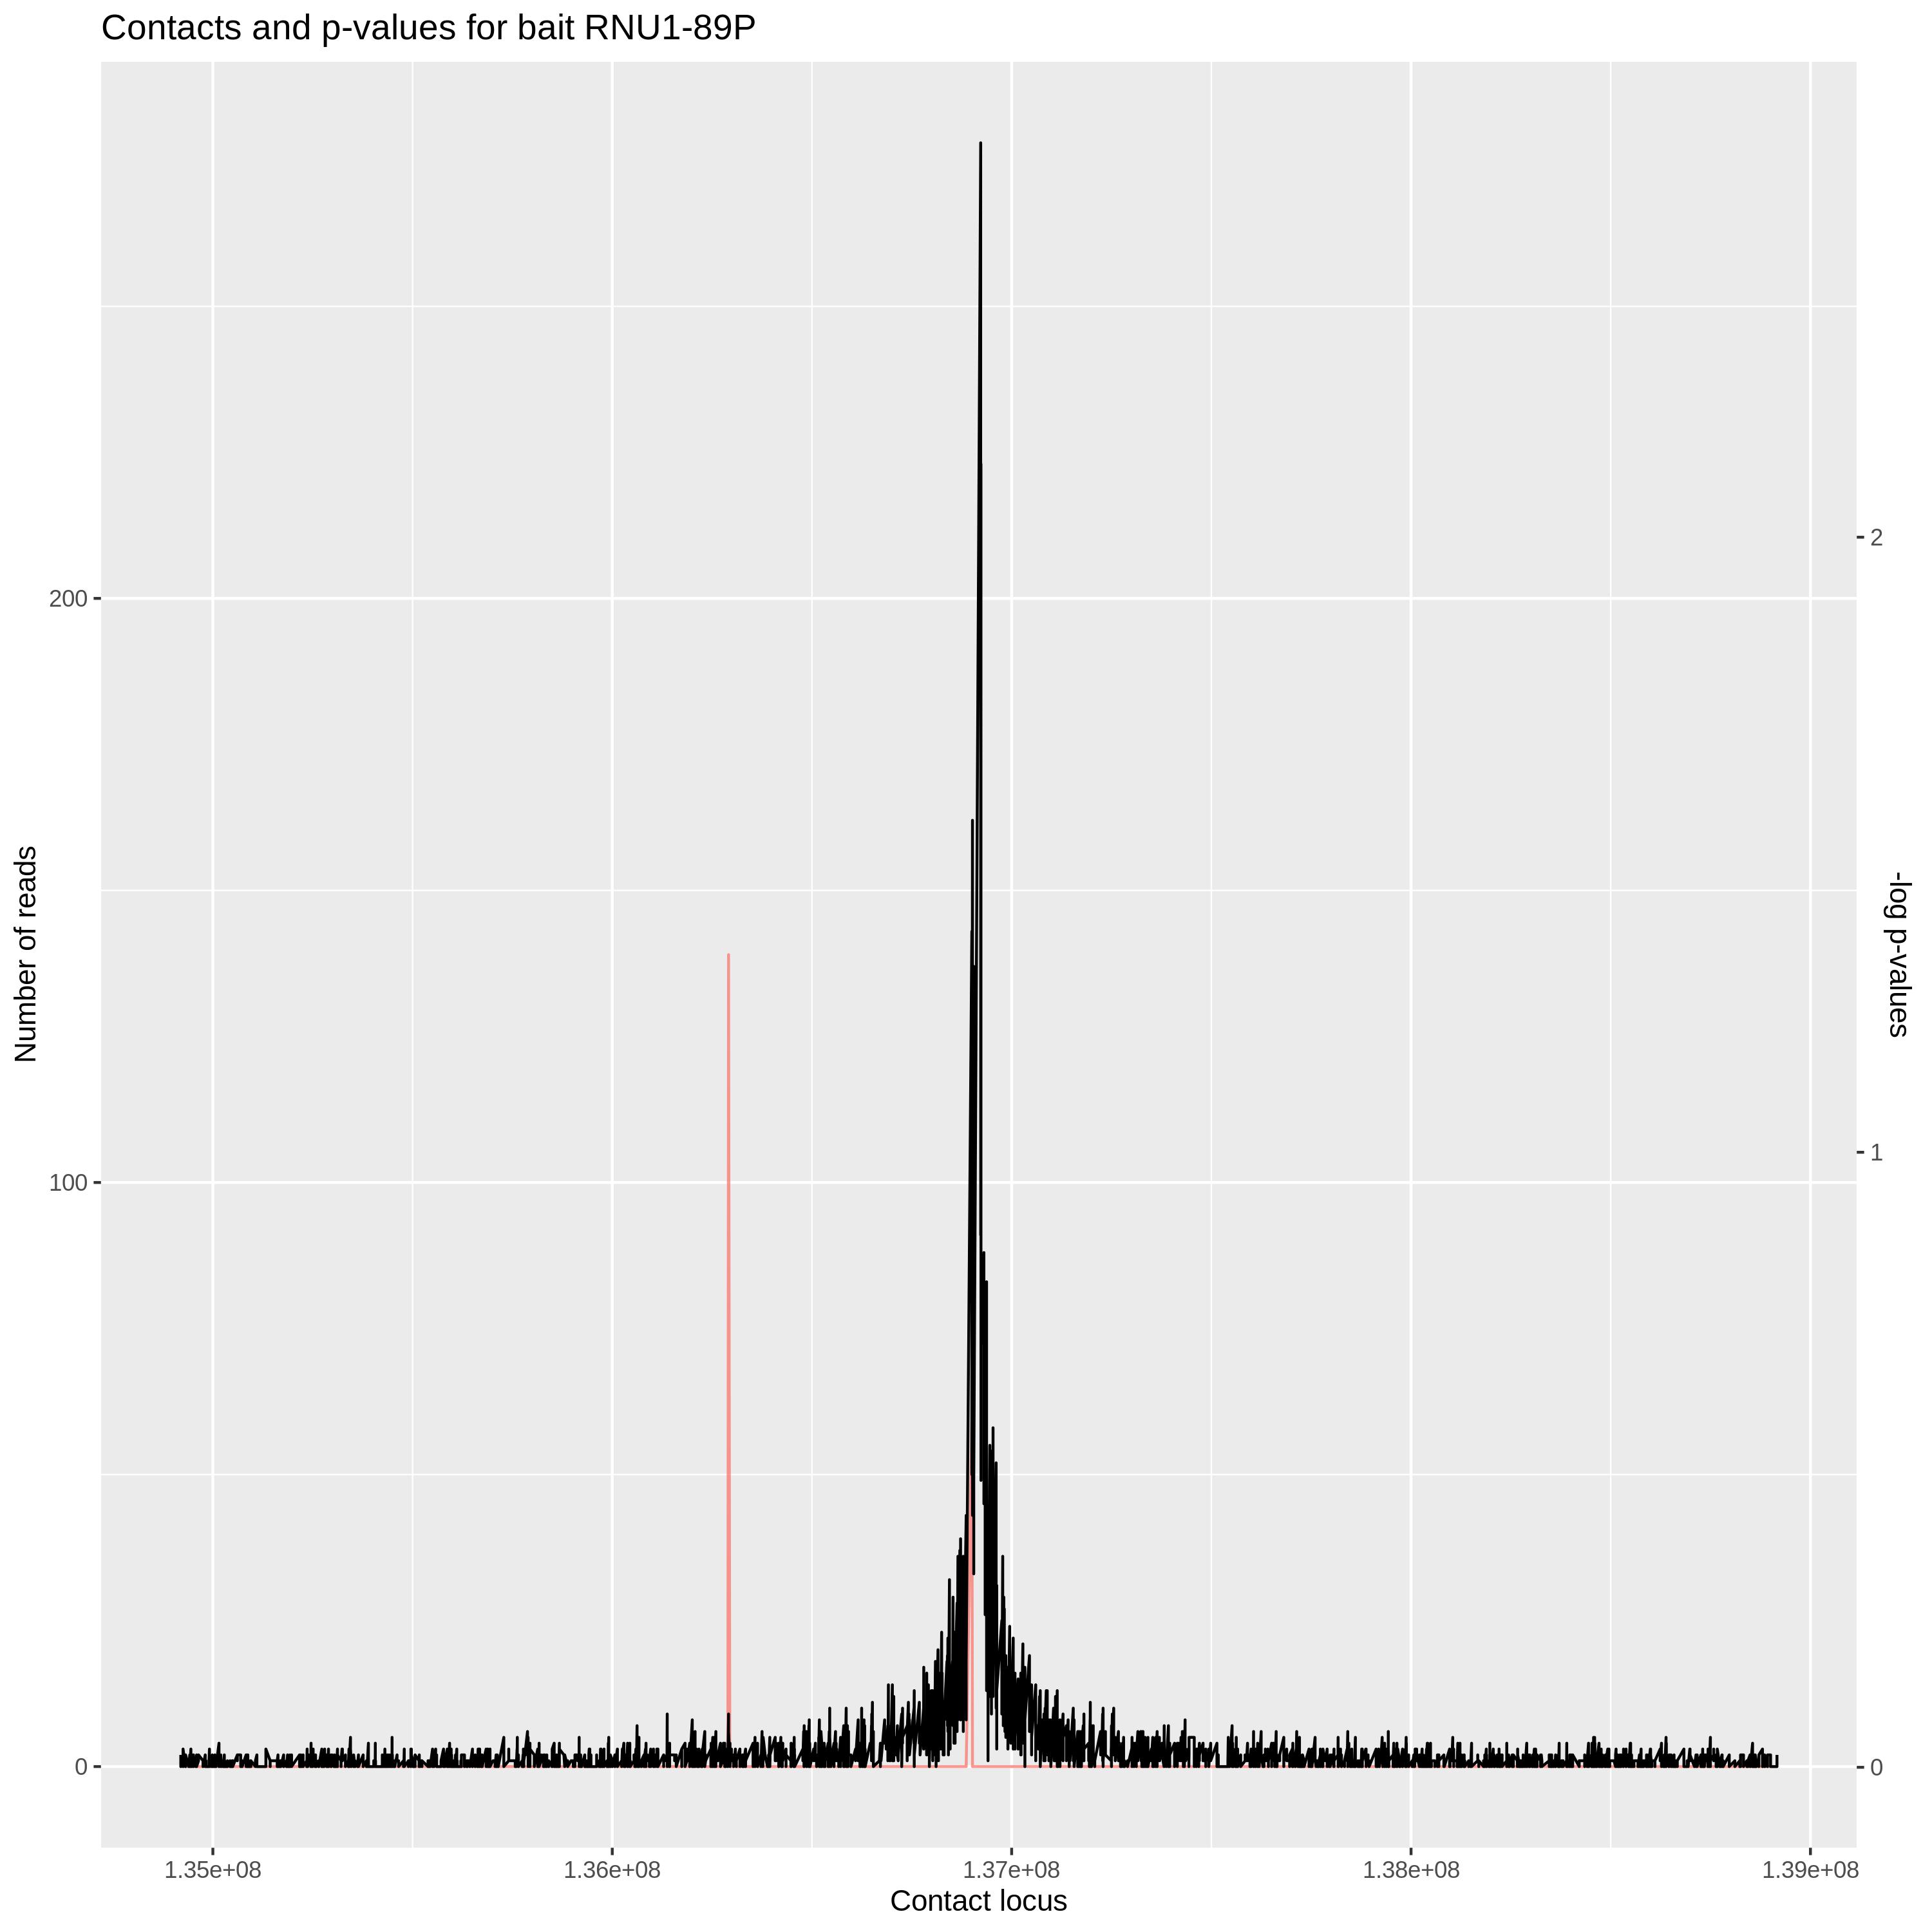 Contacts and p-values for bait RNU1-89P
Number of reads
200
100
0
2
1
0
-log p-values
1.35e+08
1.36e+08
1.37e+08
1.38e+08
1.39e+08
Contact locus